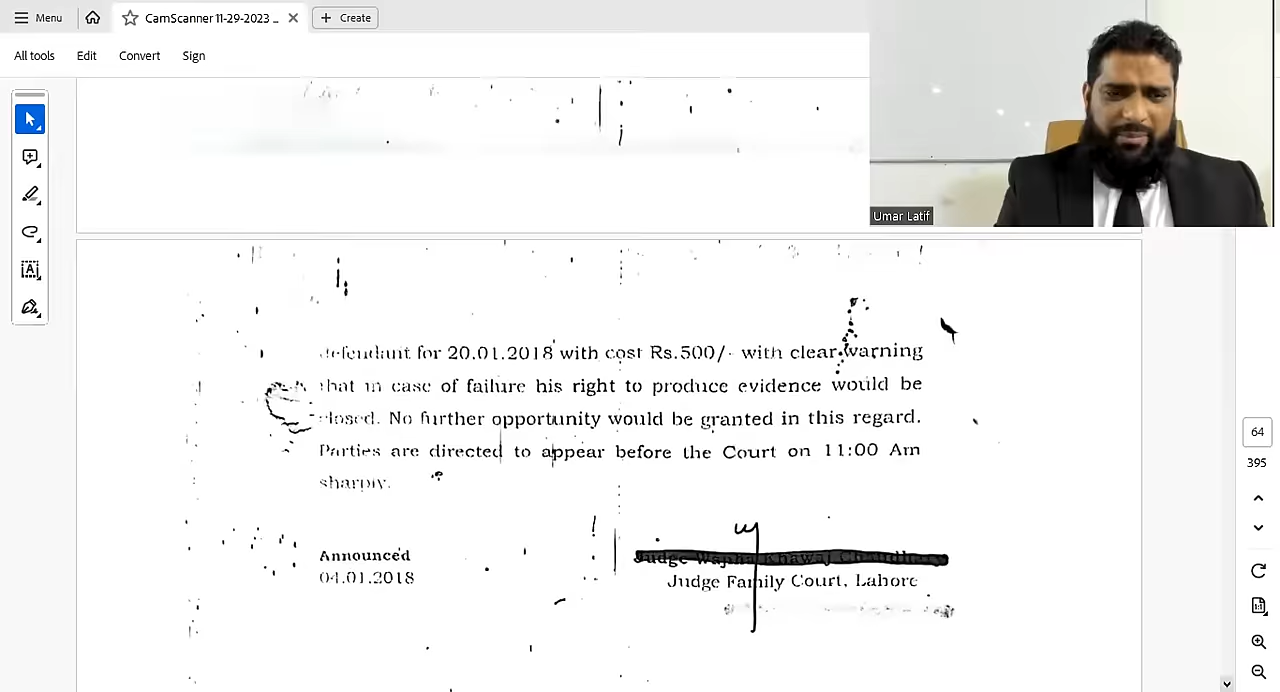 Menu
CamScanner 11-29-2023 ...
Create
All tools
Edit
Convert
Sign
Umar Latif
defendant for 20.01.2018 with cost Rs.500/- with clear warning
that in case of failure his right to produce evidence would be
closed. No further opportunity would be granted in this regard.
Parties are directed to appear before the Court on 11:00 Am
sharply.
Announced
04.01.2018
Judge Family Court, Lahore
64
395